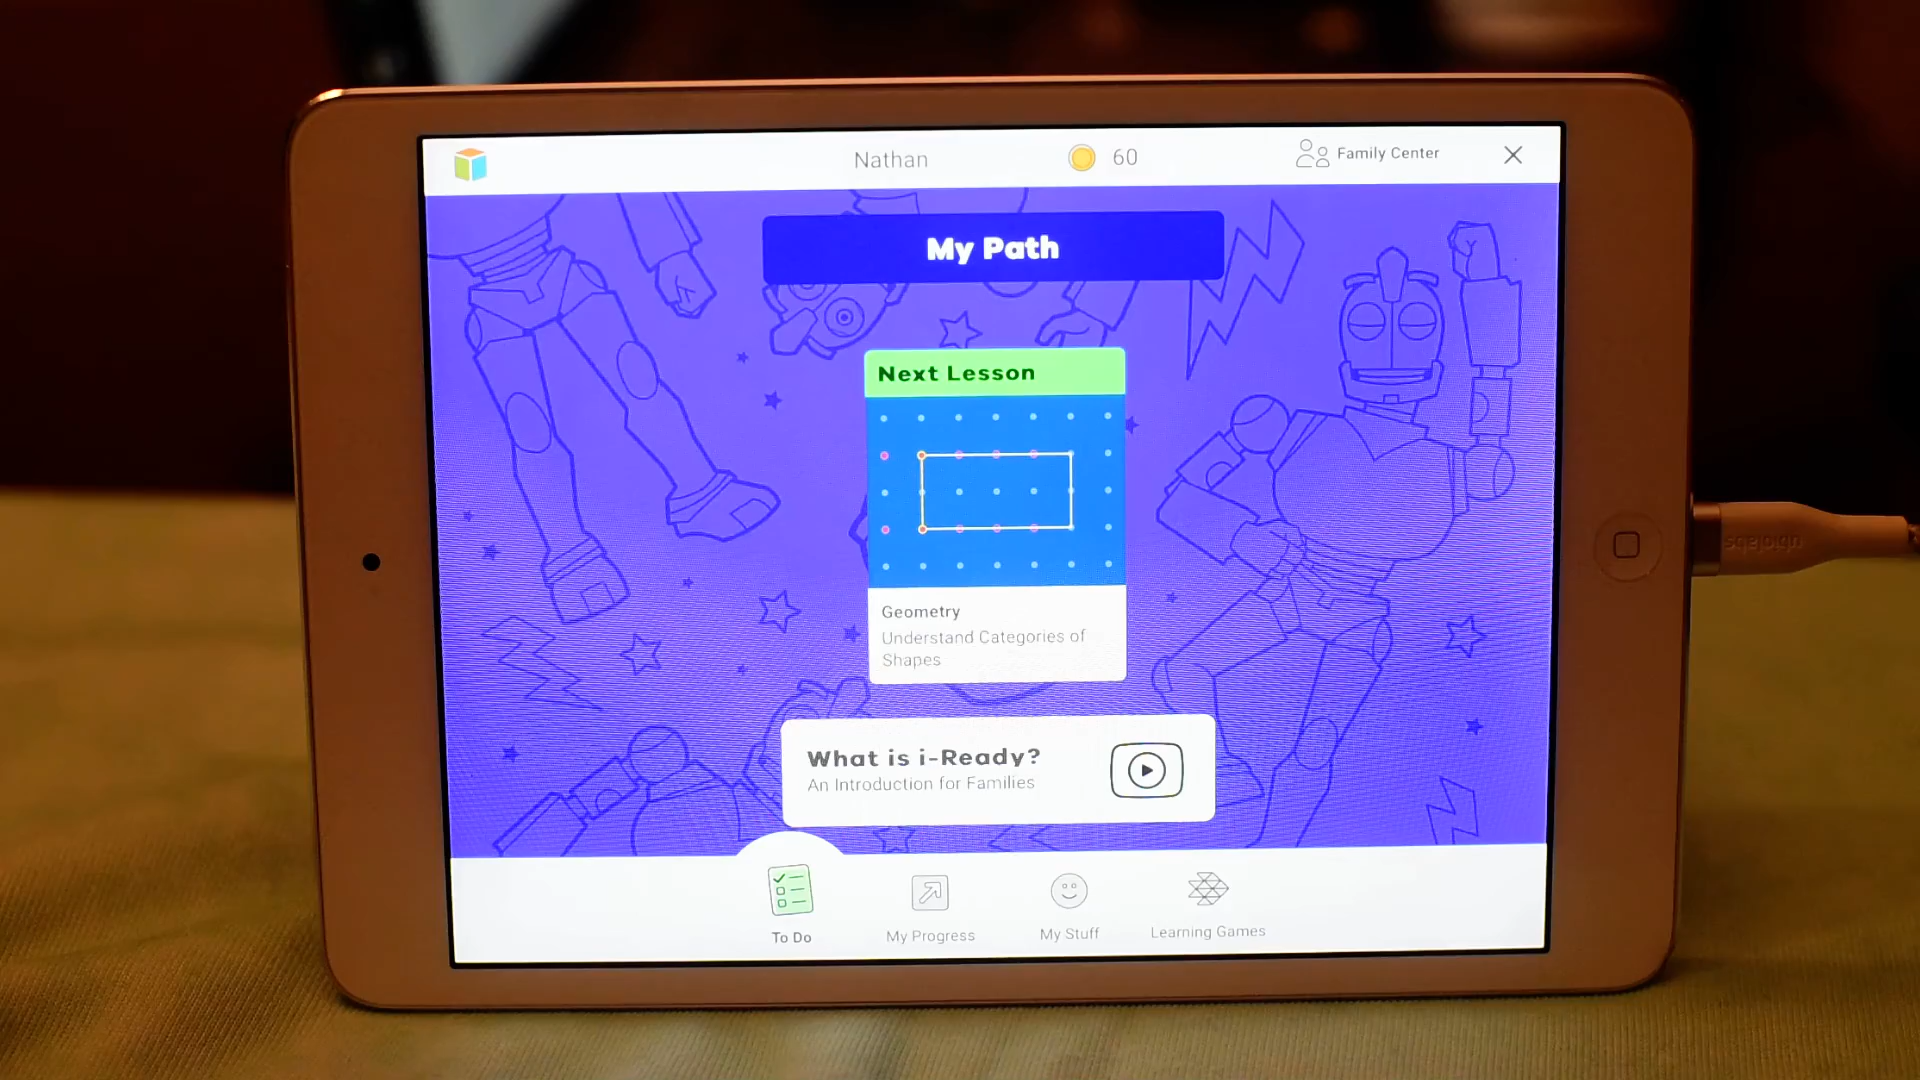 Nathan
60
Family Center
My Path
Next Lesson
Geometry
Understand Categories of
Shapes
What is i-Ready?
An Introduction for Families
To Do
My Progress
My Stuff
Learning Games
ubiolabs